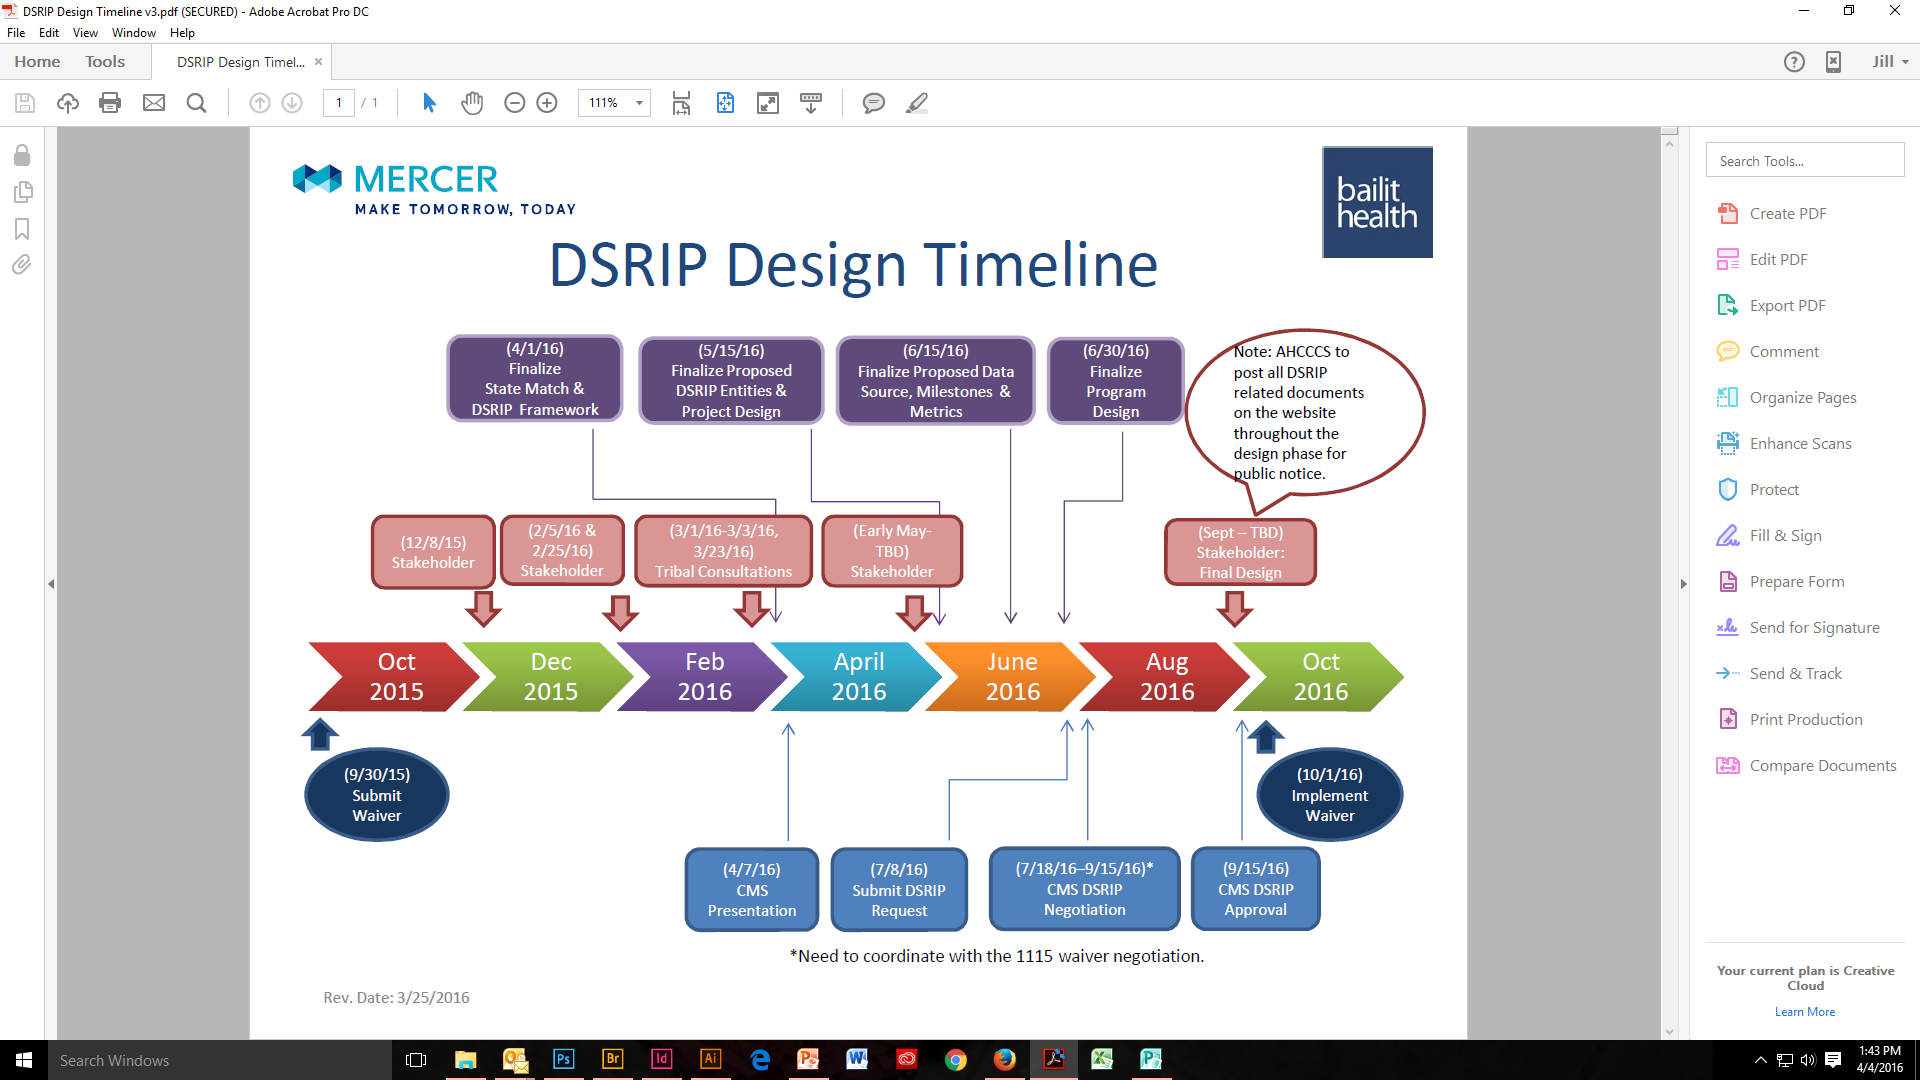 DSRIP Design Timeline v3.pdf (SECURED) - Adobe Acrobat Pro DC
File Edit View Window Help
Home Tools DSRIP Design Timel... × Jill
1 / 1 111%
MERCER
MAKE TOMORROW, TODAY
bailit
health
DSRIP Design Timeline
(4/1/16)
Finalize
State Match &
DSRIP Framework
(5/15/16)
Finalize Proposed
DSRIP Entities &
Project Design
(6/15/16)
Finalize Proposed Data
Source, Milestones &
Metrics
(6/30/16)
Finalize
Program
Design
Note: AHCCCS to
post all DSRIP
related documents
on the website
throughout the
design phase for
public notice.
(12/8/15)
Stakeholder
(2/5/16 &
2/25/16)
Stakeholder
(3/1/16-3/3/16,
3/23/16)
Tribal Consultations
(Early May-
TBD)
Stakeholder
(Sept – TBD)
Stakeholder:
Final Design
Oct
2015
Dec
2015
Feb
2016
April
2016
June
2016
Aug
2016
Oct
2016
(9/30/15)
Submit
Waiver
(10/1/16)
Implement
Waiver
(4/7/16)
CMS
Presentation
(7/8/16)
Submit DSRIP
Request
(7/18/16–9/15/16)*
CMS DSRIP
Negotiation
(9/15/16)
CMS DSRIP
Approval
*Need to coordinate with the 1115 waiver negotiation.
Rev. Date: 3/25/2016
Search Tools...
Create PDF
Edit PDF
Export PDF
Comment
Organize Pages
Enhance Scans
Protect
Fill & Sign
Prepare Form
Send for Signature
Send & Track
Print Production
Compare Documents
Your current plan is Creative
Cloud
Learn More
Search Windows
Ps
Br
Id
Ai
1:43 PM
4/4/2016